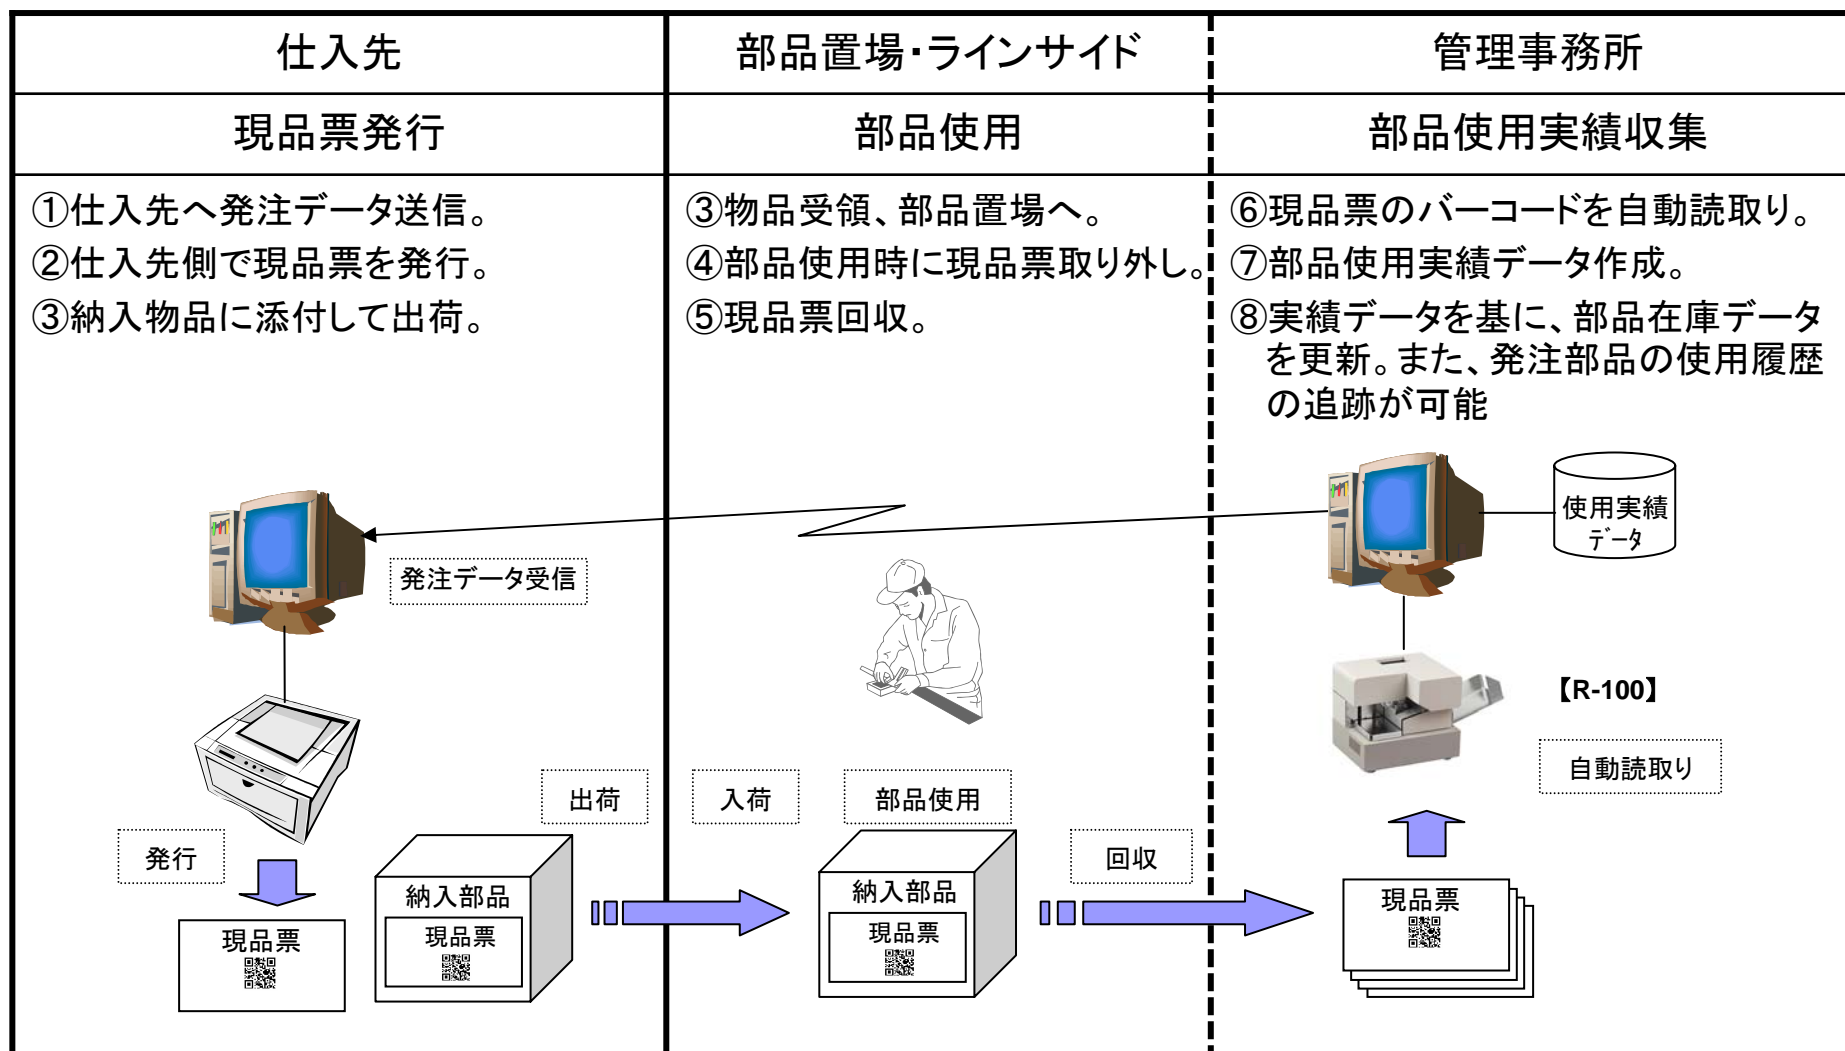 仕入先
部品置場・ラインサイド
管理事務所
現品票発行
部品使用
部品使用実績収集
①仕入先へ発注データ送信。
②仕入先側で現品票を発行。
③納入物品に添付して出荷。
③物品受領、部品置場へ。
④部品使用時に現品票取り外し。
⑤現品票回収。
⑥現品票のバーコードを自動読取り。
⑦部品使用実績データ作成。
⑧実績データを基に、部品在庫データ
を更新。また、発注部品の使用履歴
の追跡が可能
使用実績
ﾃﾞｰﾀ
発注データ受信
【R-100】
自動読取り
出荷
入荷
部品使用
発行
回収
現品票
納入部品
現品票
納入部品
現品票
現品票